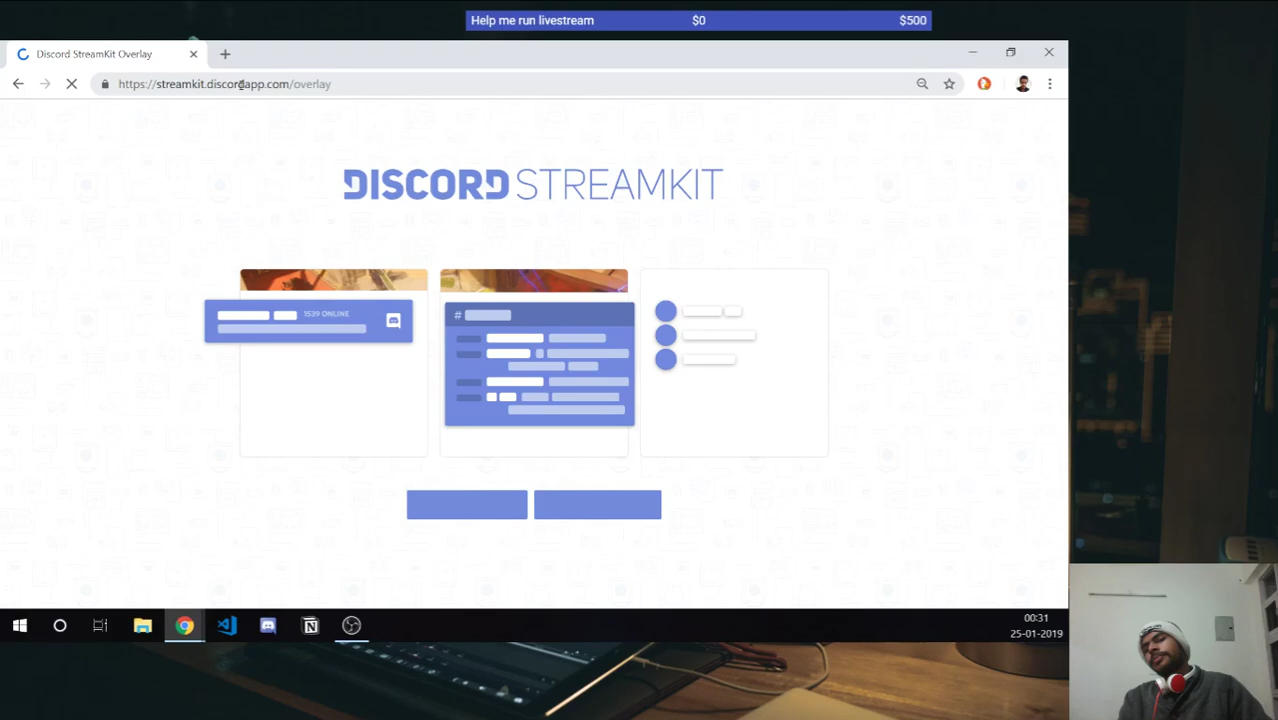 Help me run livestream $0 $500
Discord StreamKit Overlay
https://streamkit.discordapp.com/overlay
DISCORD STREAMKIT
1539 ONLINE
#
00:31
25-01-2019